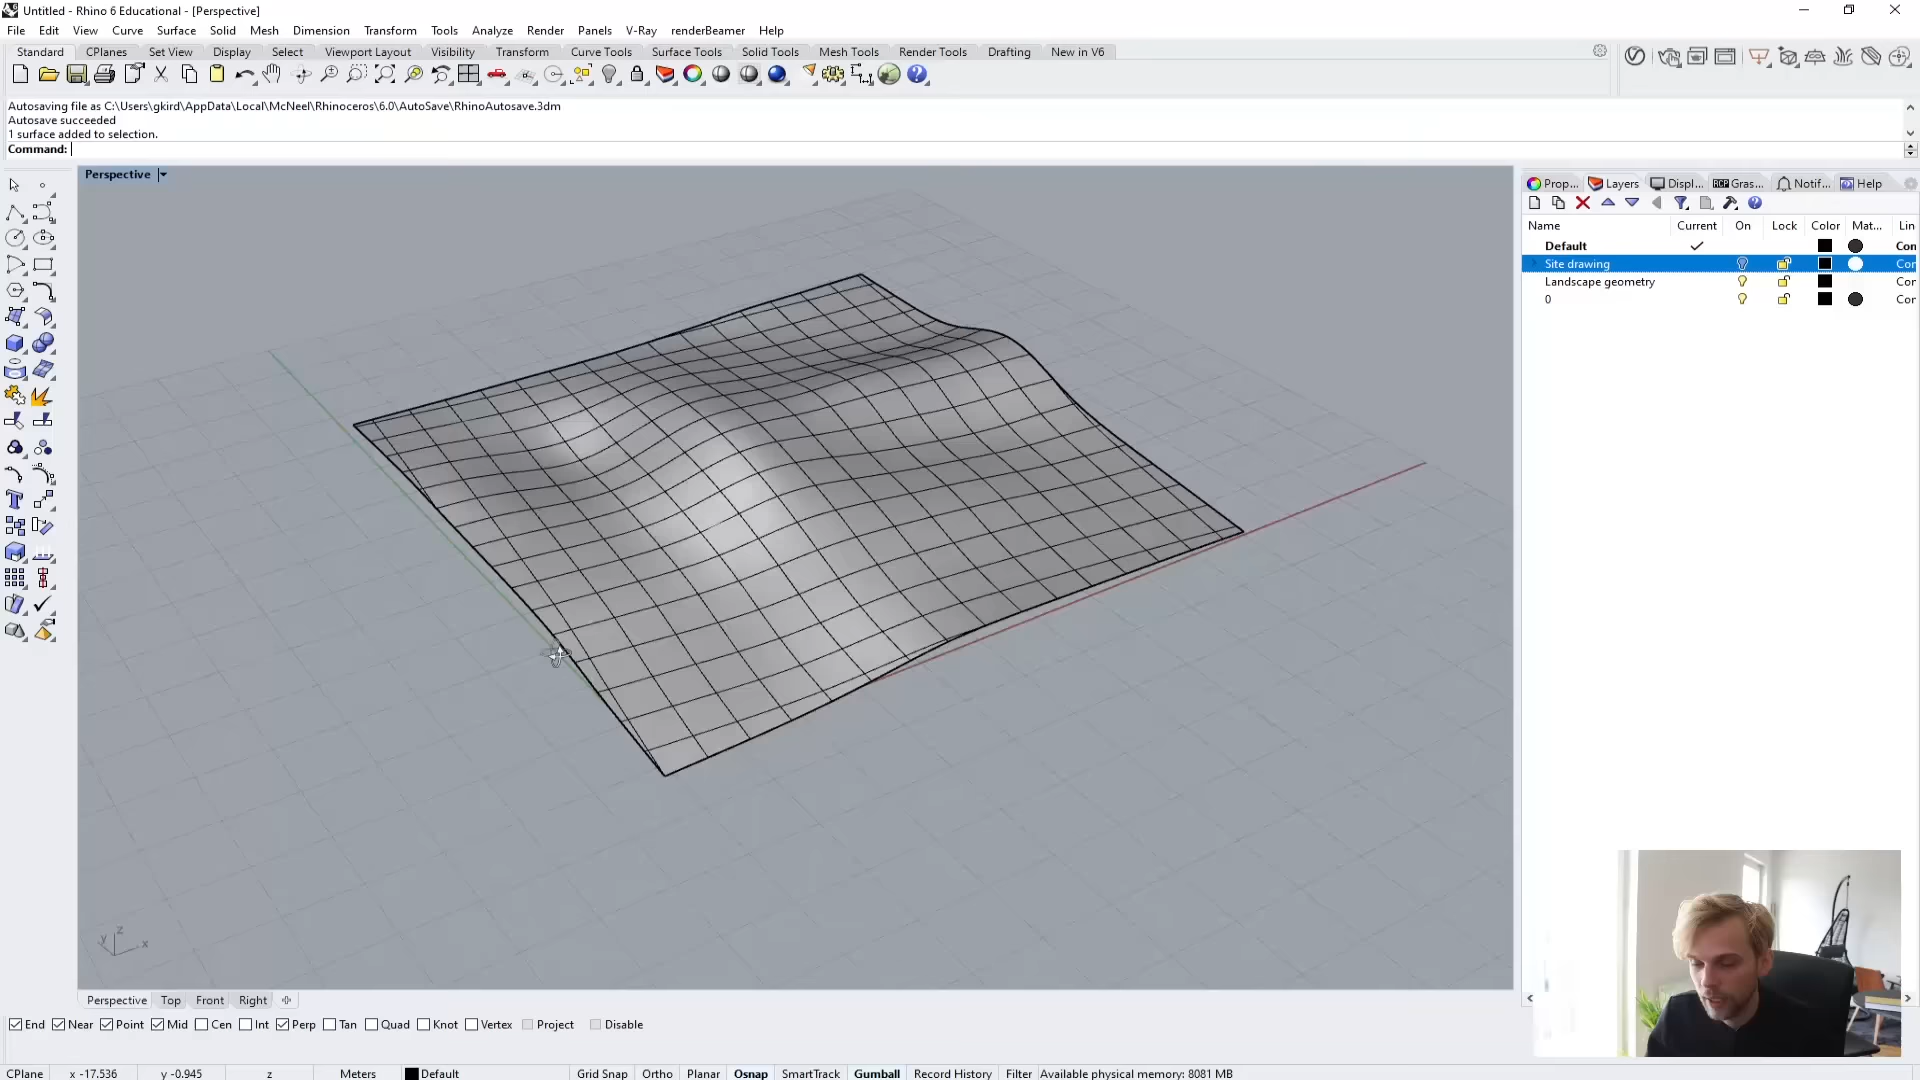 Untitled - Rhino 6 Educational - [Perspective]
File Edit View Curve Surface Solid Mesh Dimension Transform Tools Analyze Render Panels V-Ray renderBeamer Help
Standard CPlanes Set View Display Select Viewport Layout Visibility Transform Curve Tools Surface Tools Solid Tools Mesh Tools Render Tools Drafting New in V6
Autosaving file as C:\Users\gkird\AppData\Local\McNeel\Rhinoceros\6.0\AutoSave\RhinoAutosave.3dm
Autosave succeeded
1 surface added to selection.
Command:
Perspective
Prop... Layers Displ... Gras... Notif... Help
Name Current On Lock Color Mat... Lin
Default Con
Site drawing Cor
Landscape geometry Cor
0 Cor
y z x
Perspective Top Front Right
End Near Point Mid Cen Int Perp Tan Quad Knot Vertex Project Disable
CPlane x -17.536 y -0.945 z Meters Default Grid Snap Ortho Planar Osnap SmartTrack Gumball Record History Filter Available physical memory: 8081 MB